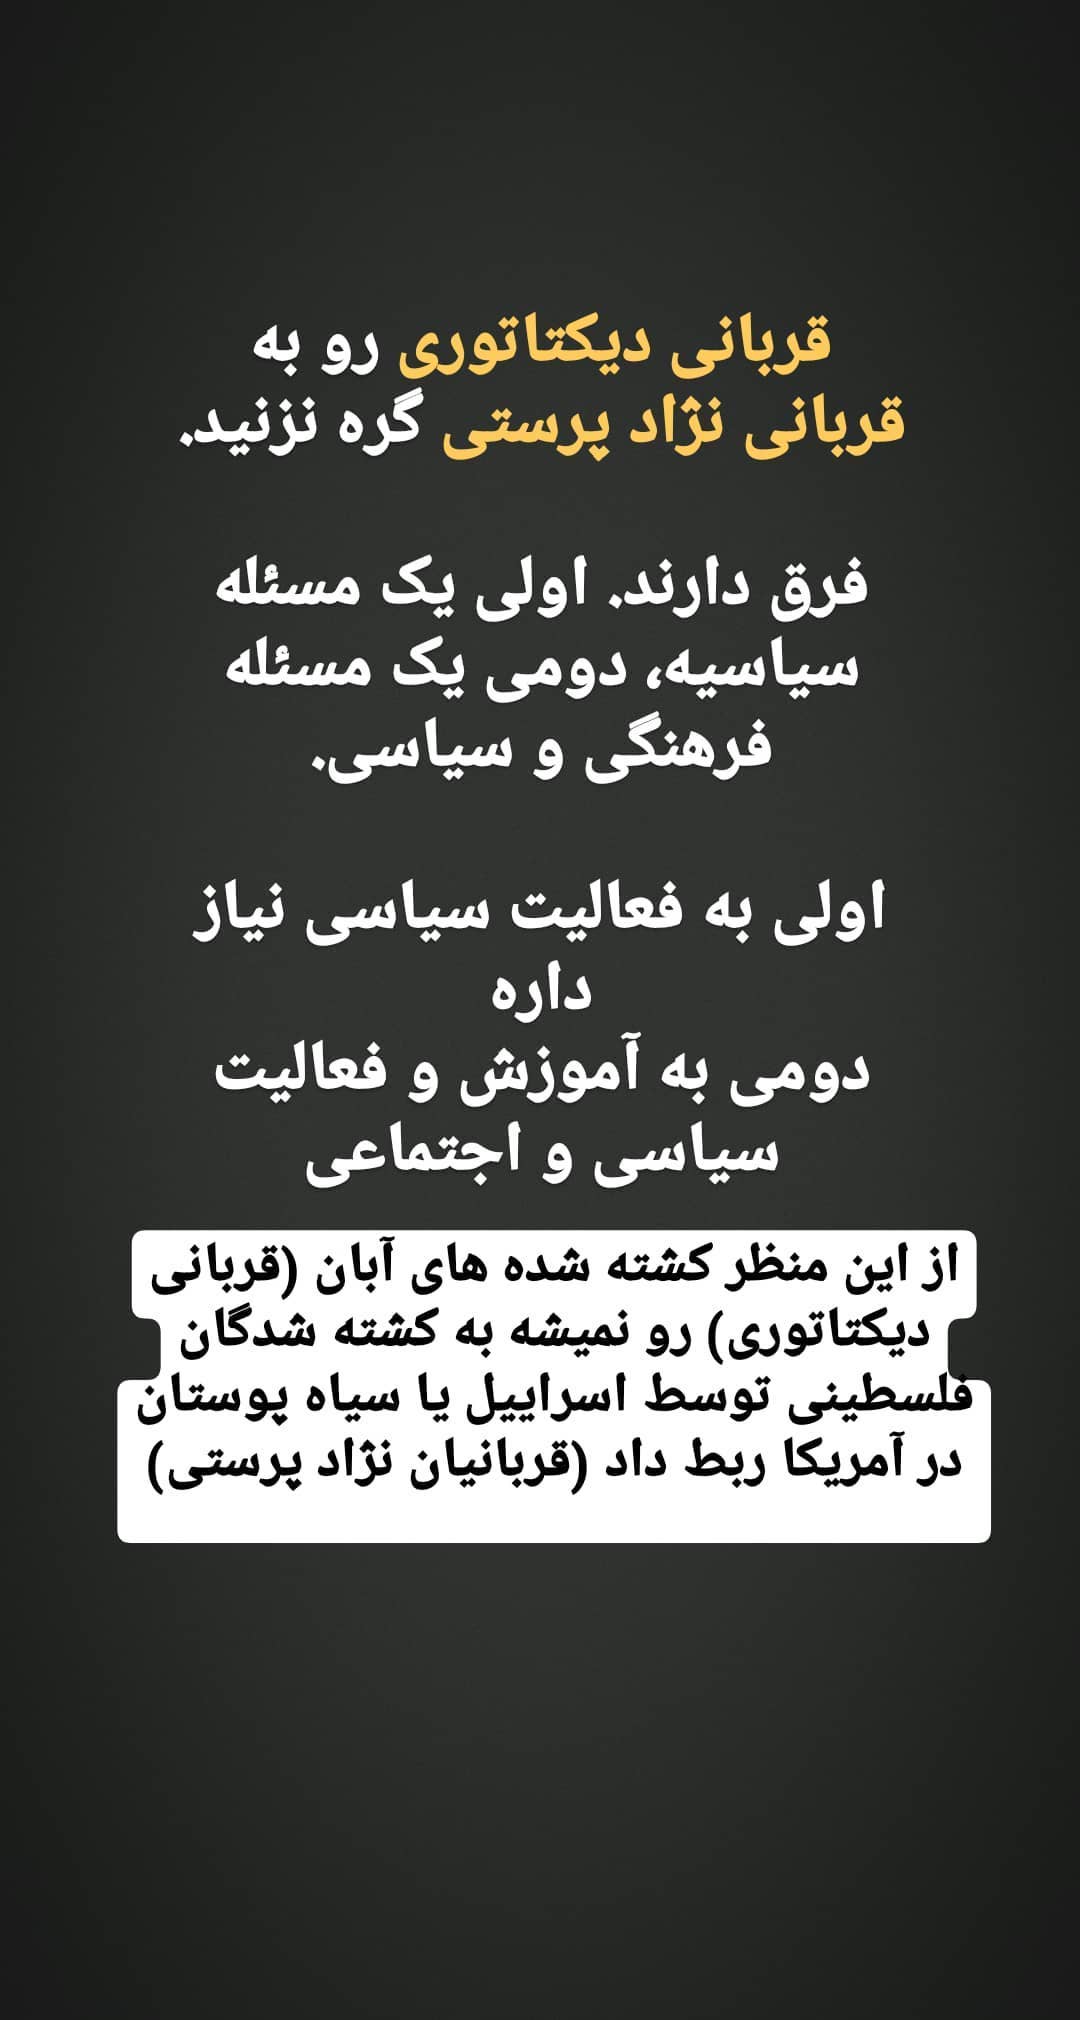 قربانی دیکتاتوری رو به
قربانی نژاد پرستی گره نزنید.
فرق دارند. اولی یک مسئله
سیاسیه، دومی یک مسئله
فرهنگی و سیاسی.
اولی به فعالیت سیاسی نیاز
داره
دومی به آموزش و فعالیت
سیاسی و اجتماعی
از این منظر کشته شده های آبان (قربانی
دیکتاتوری) رو نمیشه به کشته شدگان
فلسطینی توسط اسراییل یا سیاه پوستان
در آمریکا ربط داد (قربانیان نژاد پرستی)